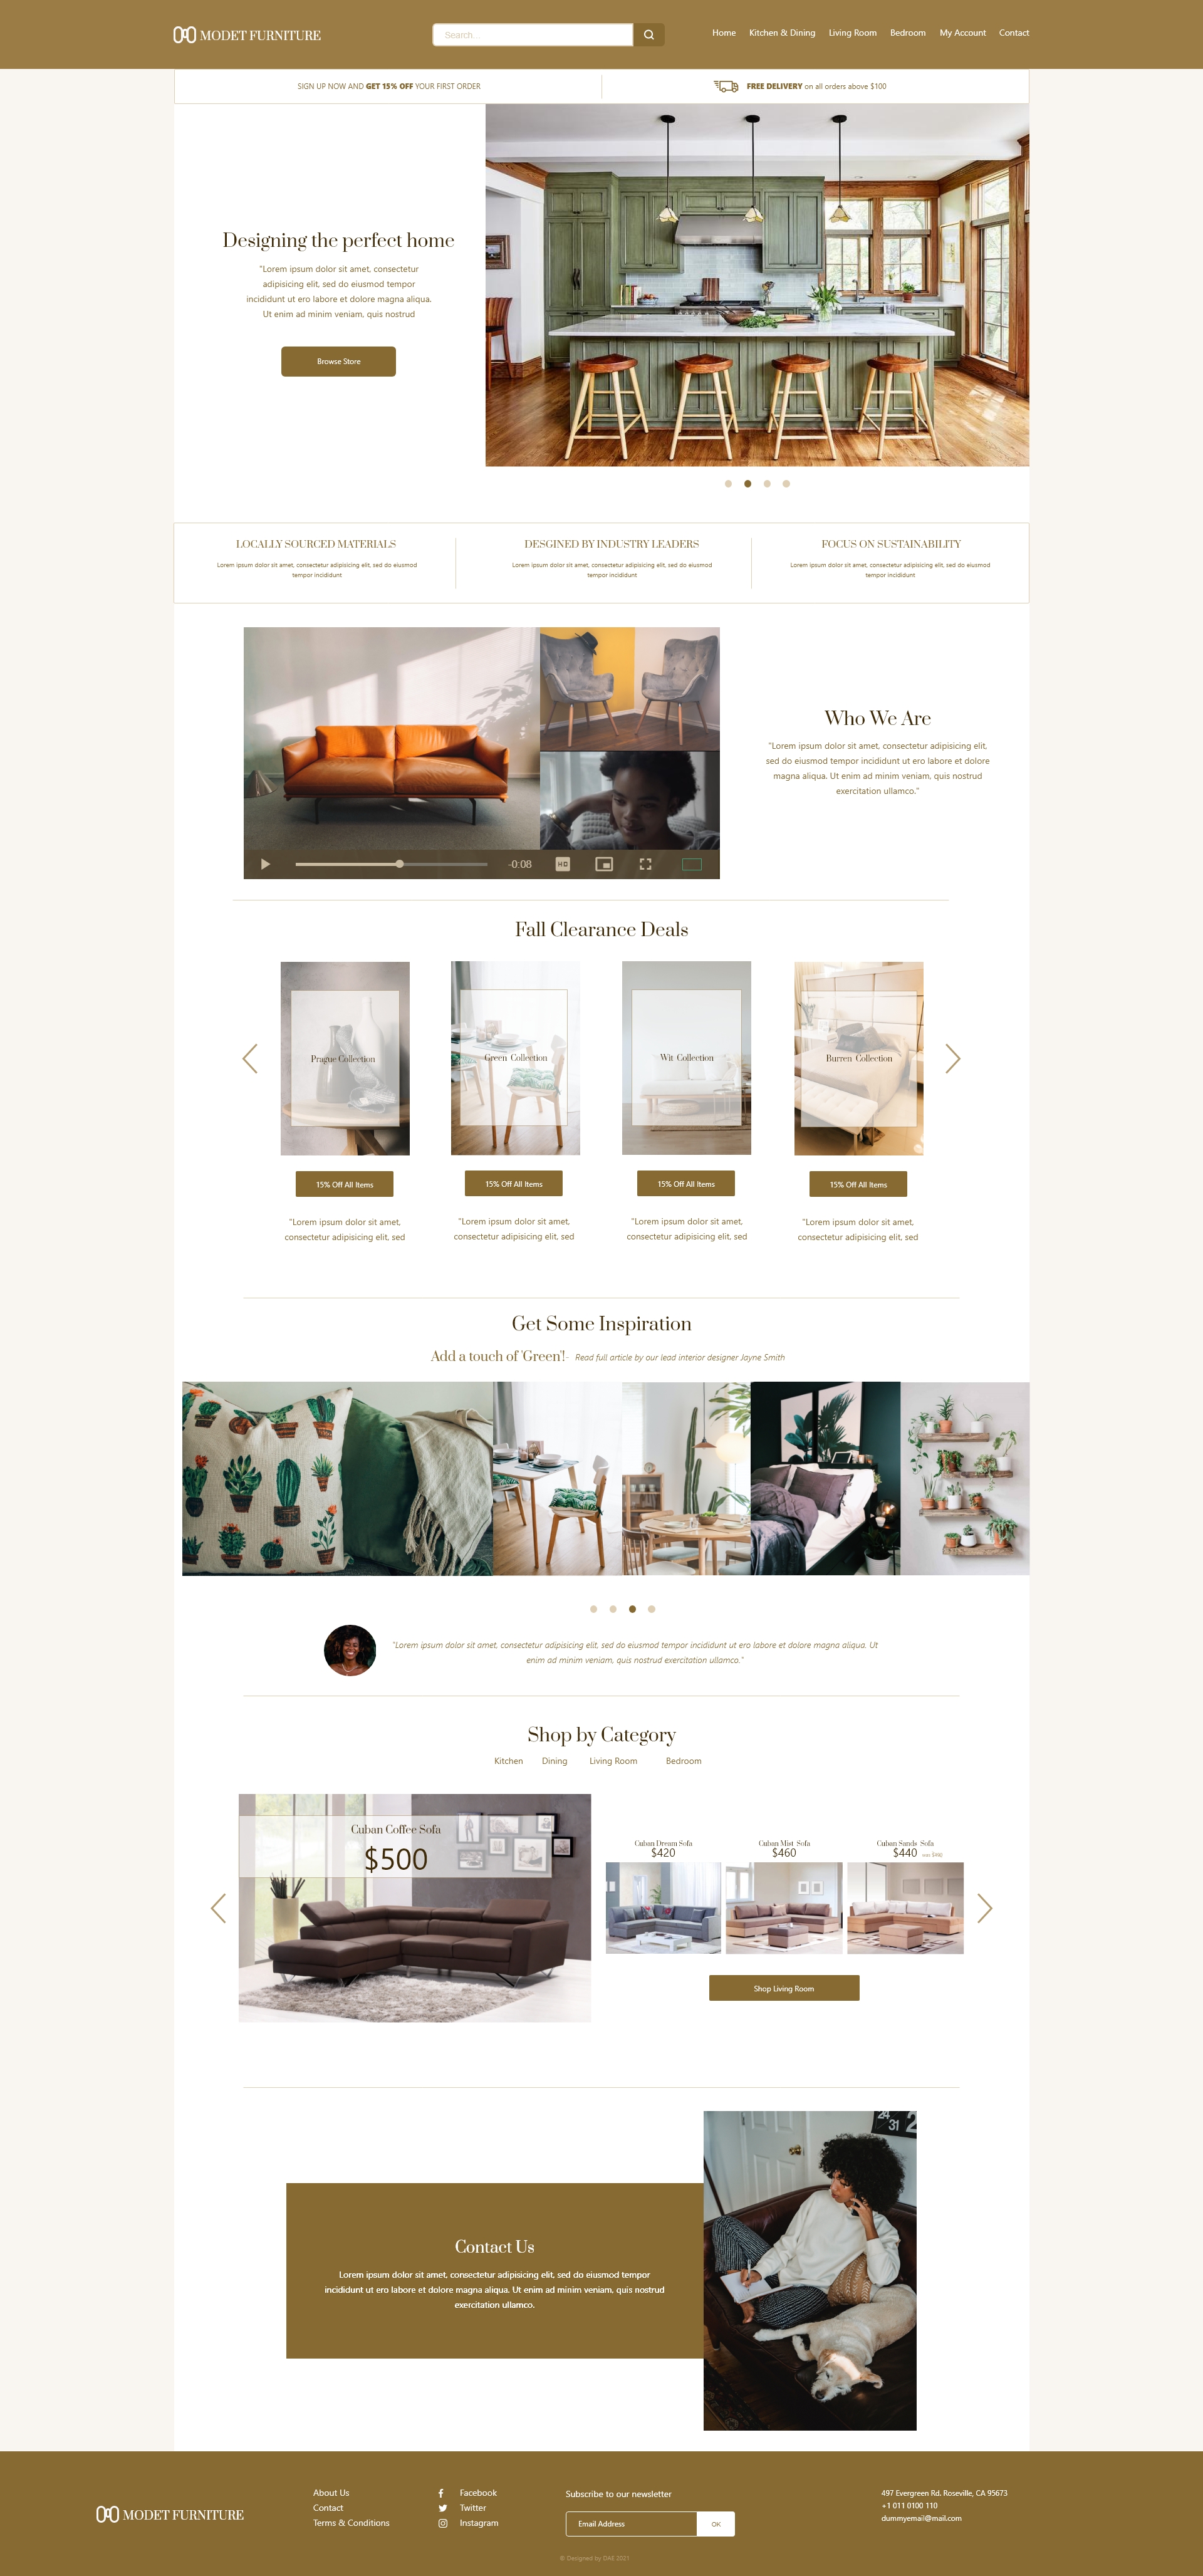 MODET FURNITURE
Search...
Home Kitchen & Dining Living Room Bedroom My Account Contact
SIGN UP NOW AND GET 15% OFF YOUR FIRST ORDER
FREE DELIVERY on all orders above $100
Designing the perfect home
"Lorem ipsum dolor sit amet, consectetur
adipisicing elit, sed do eiusmod tempor
incididunt ut ero labore et dolore magna aliqua.
Ut enim ad minim veniam, quis nostrud
Browse Store
LOCALLY SOURCED MATERIALS
Lorem ipsum dolor sit amet, consectetur adipisicing elit, sed do eiusmod
tempor incididunt
DESGINED BY INDUSTRY LEADERS
Lorem ipsum dolor sit amet, consectetur adipisicing elit, sed do eiusmod
tempor incididunt
FOCUS ON SUSTAINABILITY
Lorem ipsum dolor sit amet, consectetur adipisicing elit, sed do eiusmod
tempor incididunt
-0:08
HD
Who We Are
"Lorem ipsum dolor sit amet, consectetur adipisicing elit,
sed do eiusmod tempor incididunt ut ero labore et dolore
magna aliqua. Ut enim ad minim veniam, quis nostrud
exercitation ullamco."
Fall Clearance Deals
Prague Collection
Green Collection
Wit Collection
Burren Collection
15% Off All Items
15% Off All Items
15% Off All Items
15% Off All Items
"Lorem ipsum dolor sit amet,
consectetur adipisicing elit, sed
"Lorem ipsum dolor sit amet,
consectetur adipisicing elit, sed
"Lorem ipsum dolor sit amet,
consectetur adipisicing elit, sed
"Lorem ipsum dolor sit amet,
consectetur adipisicing elit, sed
Get Some Inspiration
Add a touch of 'Green'!- Read full article by our lead interior designer Jayne Smith
"Lorem ipsum dolor sit amet, consectetur adipisicing elit, sed do eiusmod tempor incididunt ut ero labore et dolore magna aliqua. Ut
enim ad minim veniam, quis nostrud exercitation ullamco."
Shop by Category
Kitchen Dining Living Room Bedroom
Cuban Coffee Sofa
$500
Cuban Dream Sofa
$420
Cuban Mist Sofa
$460
Cuban Sands Sofa
$440
Shop Living Room
24 31
Contact Us
Lorem ipsum dolor sit amet, consectetur adipisicing elit, sed do eiusmod tempor
incididunt ut ero labore et dolore magna aliqua. Ut enim ad minim veniam, quis nostrud
exercitation ullamco.
MODET FURNITURE
About Us
Contact
Terms & Conditions
Facebook
Twitter
Instagram
Subscribe to our newsletter
Email Address
OK
497 Evergreen Rd. Roseville, CA 95673
+1 011 0100 110
dummyemail@mail.com
© Designed by DAE 2021